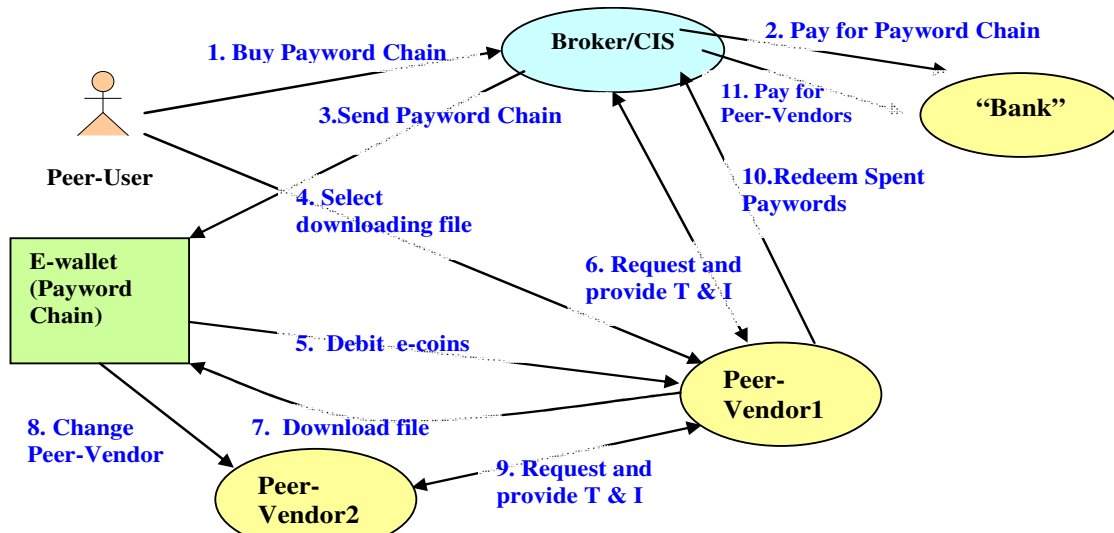 2. Pay for Payword Chain
Broker/CIS
1. Buy Payword Chain
11. Pay for
Peer-Vendors
“Bank”
3.Send Payword Chain
Peer-User
10.Redeem Spent
Paywords
4. Select
downloading file
E-wallet
(Payword
Chain)
6. Request and
provide T & I
5. Debit e-coins
Peer-
Vendor1
8. Change
Peer-Vendor
7. Download file
9. Request and
provide T & I
Peer-
Vendor2